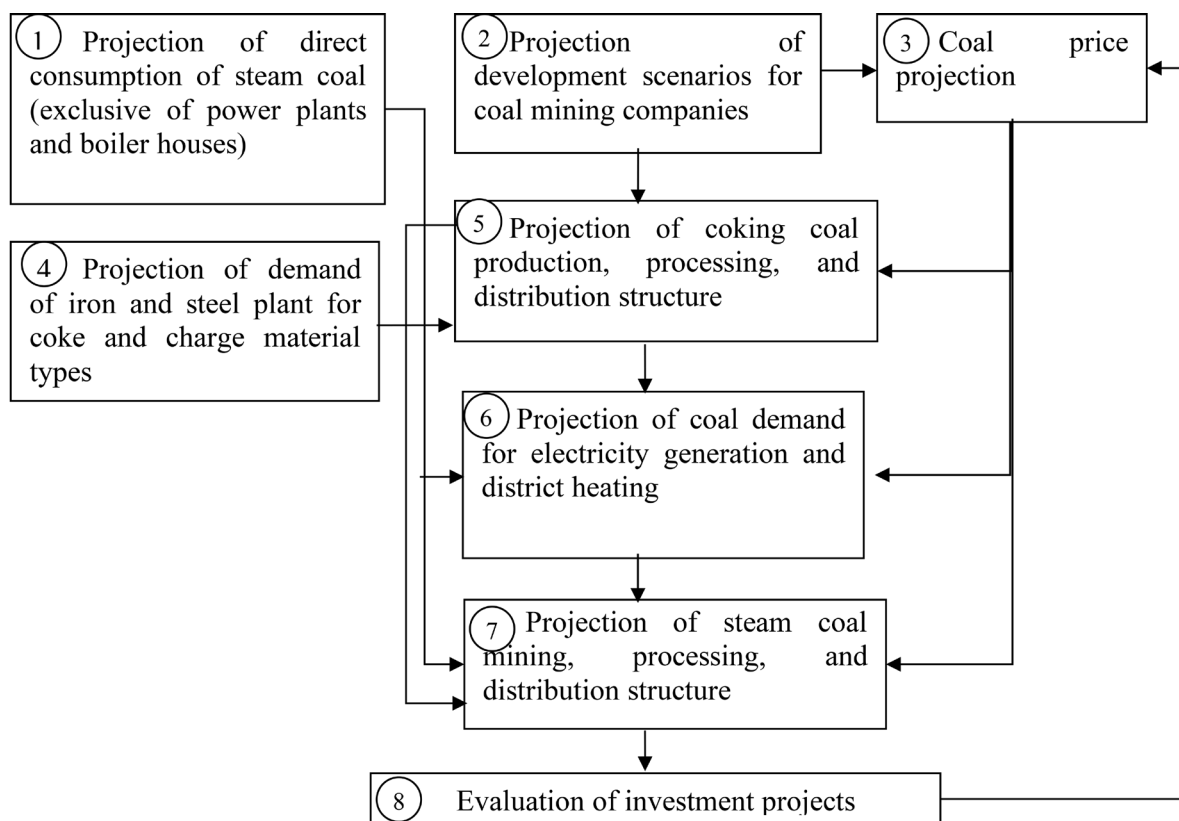 1 Projection of direct
consumption of steam coal
(exclusive of power plants
and boiler houses)
2 Projection of
development scenarios for
coal mining companies
3 Coal price
projection
4 Projection of demand
of iron and steel plant for
coke and charge material
types
5 Projection of coking coal
production, processing, and
distribution structure
6 Projection of coal demand
for electricity generation and
district heating
7 Projection of steam coal
mining, processing, and
distribution structure
8 Evaluation of investment projects